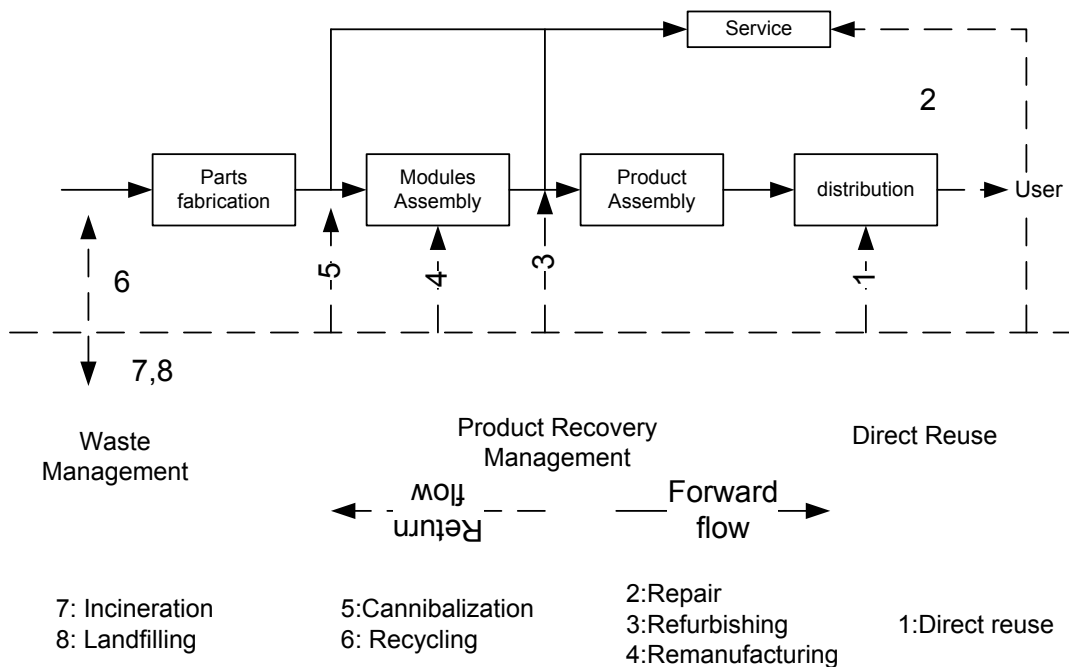 Service
2
Parts
fabrication
Modules
Assembly
Product
Assembly
distribution
User
6
5
4
3
1
7,8
Waste
Management
Product Recovery
Management
Direct Reuse
Return
flow
Forward
flow
7: Incineration
8: Landfilling
5:Cannibalization
6: Recycling
2:Repair
3:Refurbishing
4:Remanufacturing
1:Direct reuse